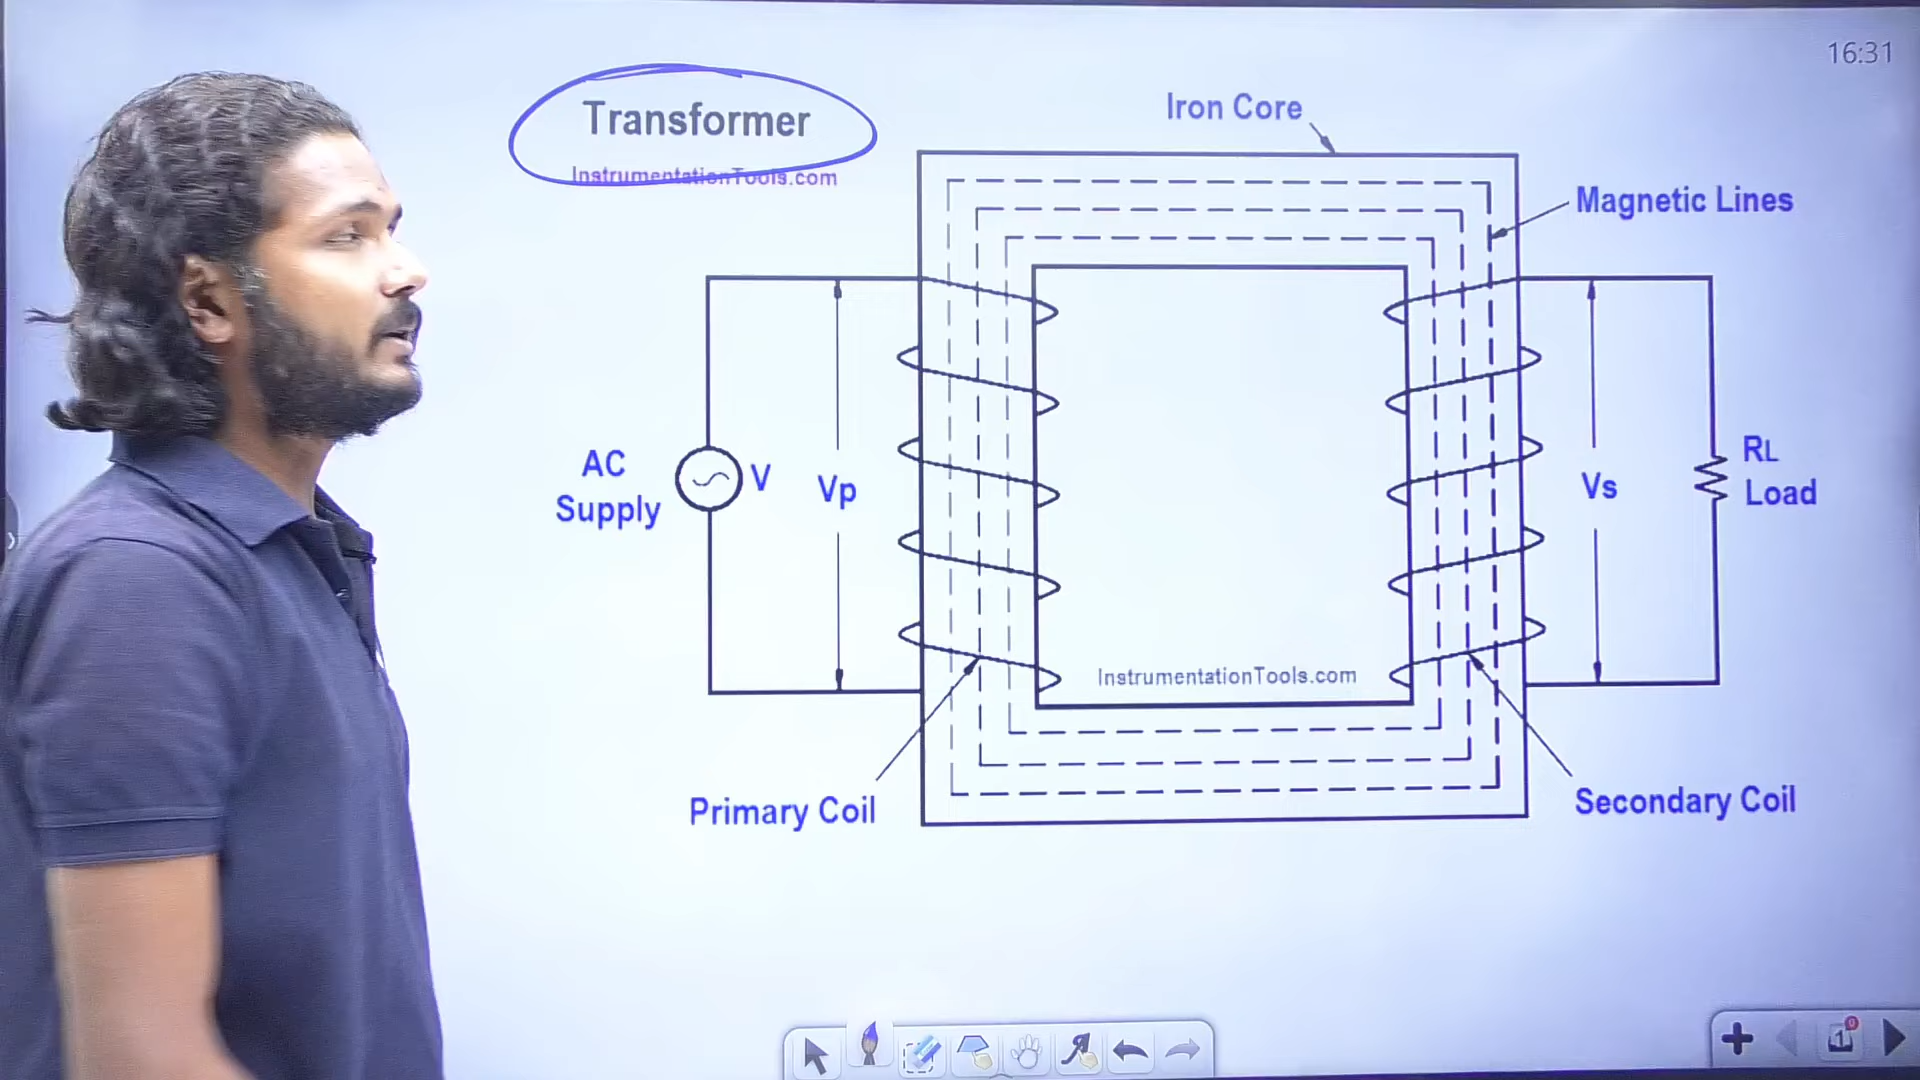 16:31
Transformer
InstrumentationTools.com
Iron Core
Magnetic Lines
AC
Supply
V
Vp
Vs
RL
Load
InstrumentationTools.com
Primary Coil
Secondary Coil
1